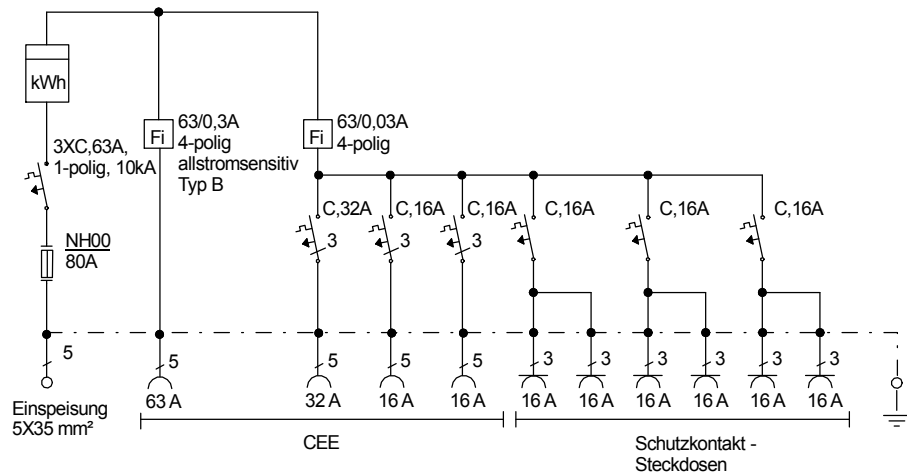 kWh
3XC,63A,
1-polig, 10kA
NH00
80A
Fi
63/0,3A
4-polig
allstromsensitiv
Typ B
Fi
63/0,03A
4-polig
C,32A
C,16A
C,16A
C,16A
C,16A
C,16A
3
3
3
5
5
5
5
5
3
3
3
3
3
3
Einspeisung
5X35 mm²
63 A
32 A
16 A
16 A
16 A
16 A
16 A
16 A
16 A
16 A
CEE
Schutzkontakt -
Steckdosen